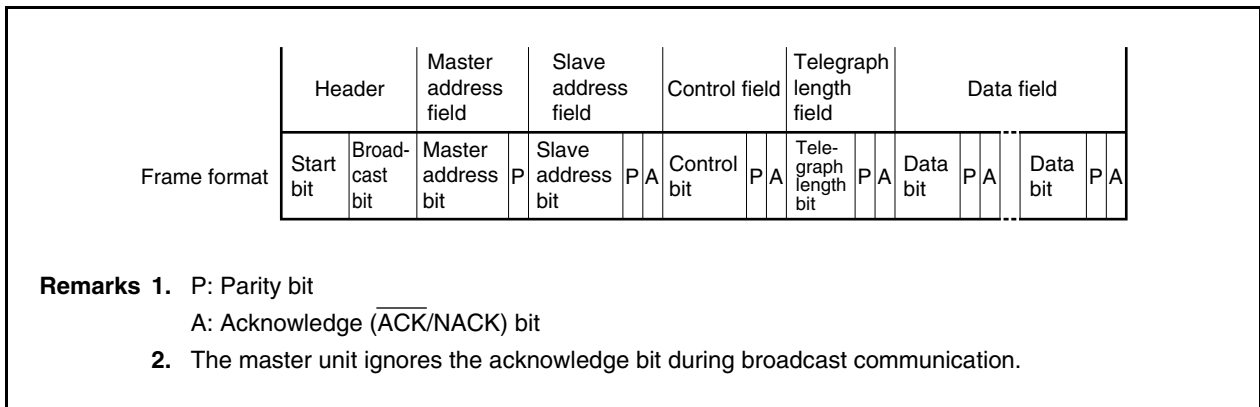 Header
Master
address
field
Slave
address
field
Control field
Telegraph
length
field
Data field
Frame format
Start
bit
Broad-
cast
bit
Master
address
bit
P
Slave
address
bit
P
A
Control
bit
P
A
Tele-
graph
length
bit
P
A
Data
bit
P
A
Data
bit
P
A
Remarks 1. P: Parity bit
A: Acknowledge (A̅C̅K̅/NACK) bit
2. The master unit ignores the acknowledge bit during broadcast communication.